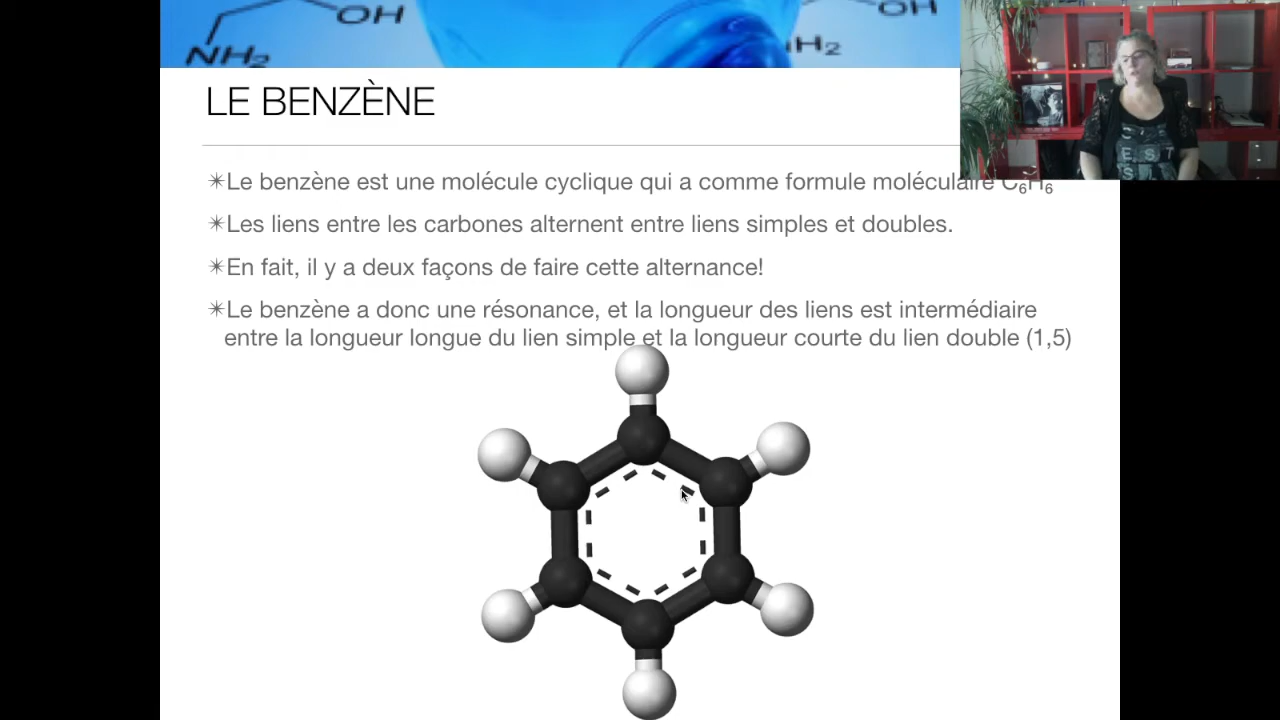 OH
OH
NH₂
H₂
LE BENZÈNE
✴Le benzène est une molécule cyclique qui a comme formule moléculaire C₆H₆
✴Les liens entre les carbones alternent entre liens simples et doubles.
✴En fait, il y a deux façons de faire cette alternance!
✴Le benzène a donc une résonance, et la longueur des liens est intermédiaire
entre la longueur longue du lien simple et la longueur courte du lien double (1,5)